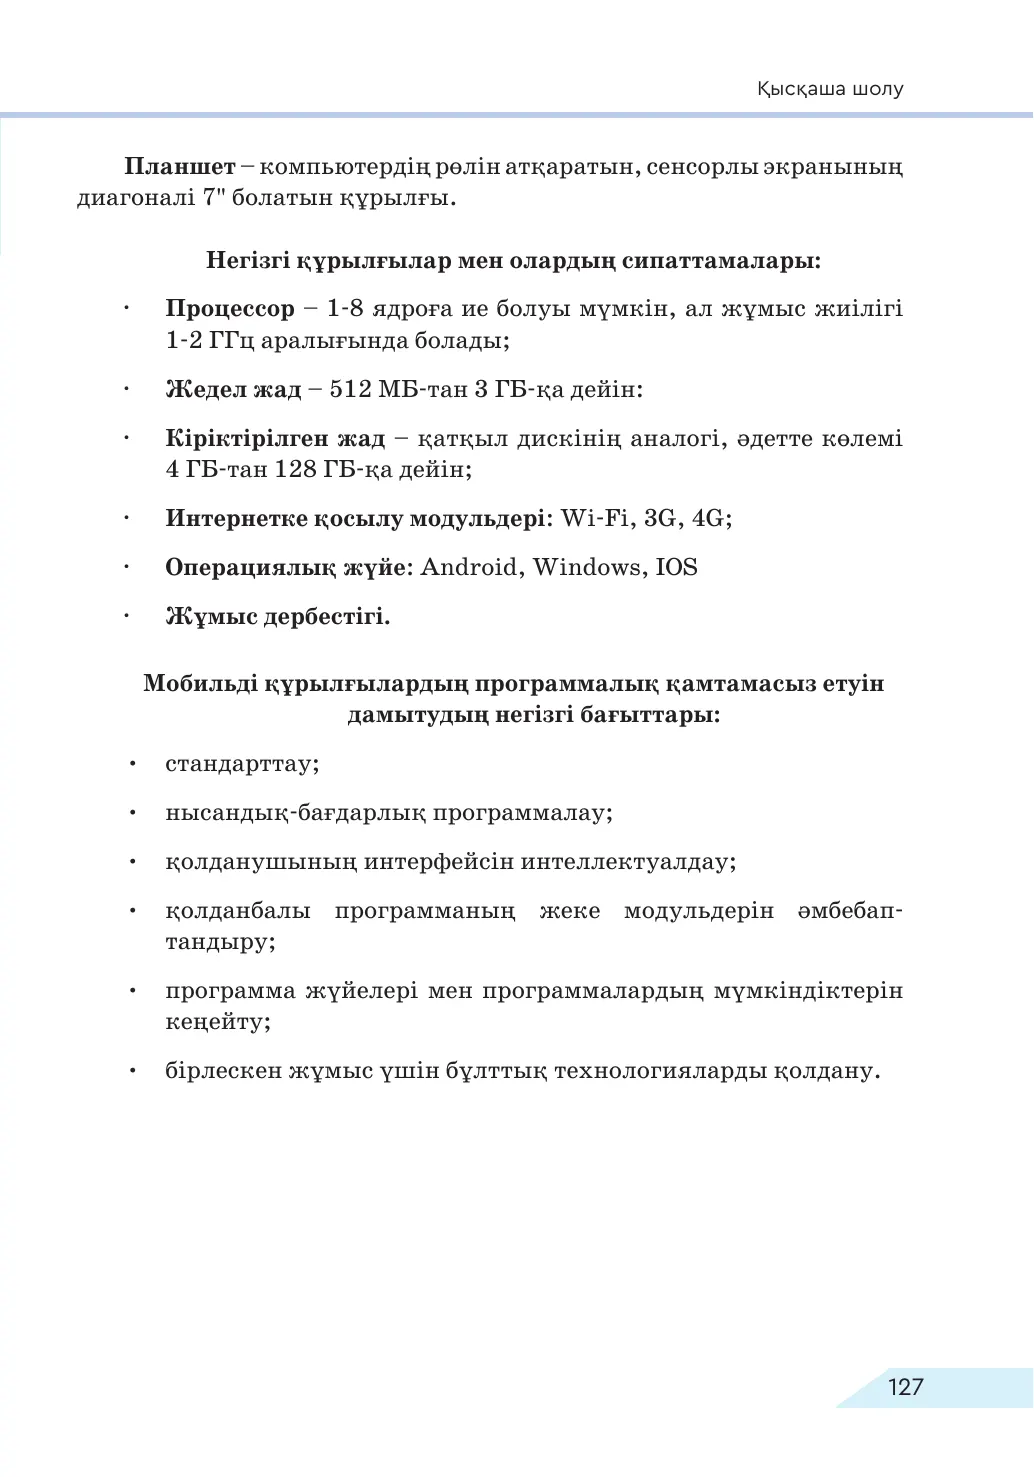 Қысқаша шолу
Планшет – компьютердің рөлін атқаратын, сенсорлы экранының
диагоналі 7" болатын құрылғы.
Негізгі құрылғылар мен олардың сипаттамалары:
· Процессор – 1-8 ядроға ие болуы мүмкін, ал жұмыс жиілігі
1-2 ГГц аралығында болады;
· Жедел жад – 512 МБ-тан 3 ГБ-қа дейін:
· Кіріктірілген жад – қатқыл дискінің аналогі, әдетте көлемі
4 ГБ-тан 128 ГБ-қа дейін;
· Интернетке қосылу модульдері: Wi-Fi, 3G, 4G;
· Операциялық жүйе: Android, Windows, IOS
· Жұмыс дербестігі.
Мобильді құрылғылардың программалық қамтамасыз етуін
дамытудың негізгі бағыттары:
• стандарттау;
• нысандық-бағдарлық программалау;
• қолданушының интерфейсін интеллектуалдау;
• қолданбалы программаның жеке модульдерін әмбебап-
тандыру;
• программа жүйелері мен программалардың мүмкіндіктерін
кеңейту;
• бірлескен жұмыс үшін бұлттық технологияларды қолдану.
127